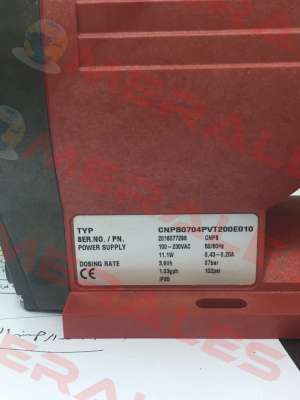 MERALES
TYP CNPB0704PVT200E010
SER.NO. / PN. 2018077298 CNPB
POWER SUPPLY 100 - 230VAC 50/60Hz
11,1W 0,43 - 0,20A
DOSING RATE 3,9l/h 07bar
CE 1,03gph 102psi
IP65